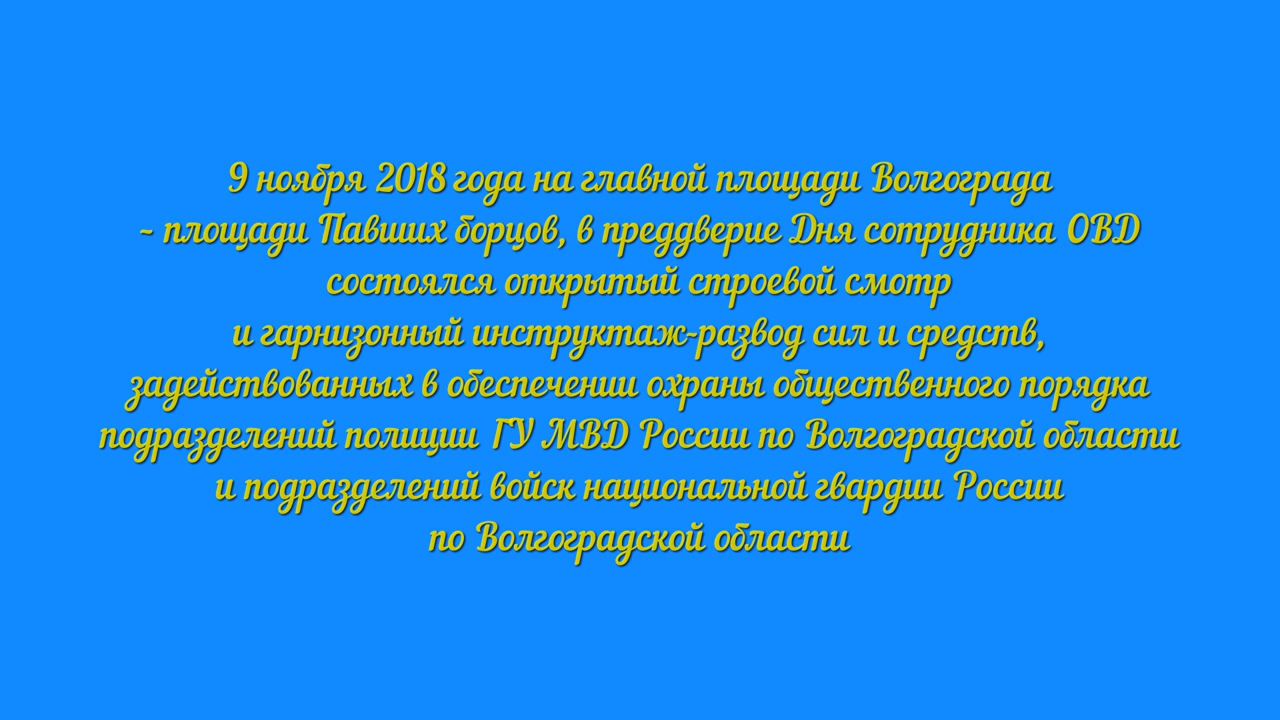 9 ноября 2018 года на главной площади Волгограда
- площади Павших борцов, в преддверие Дня сотрудника ОВД
состоялся открытый строевой смотр
и гарнизонный инструктаж-развод сил и средств,
задействованных в обеспечении охраны общественного порядка
подразделений полиции ГУ МВД России по Волгоградской области
и подразделений войск национальной гвардии России
по Волгоградской области